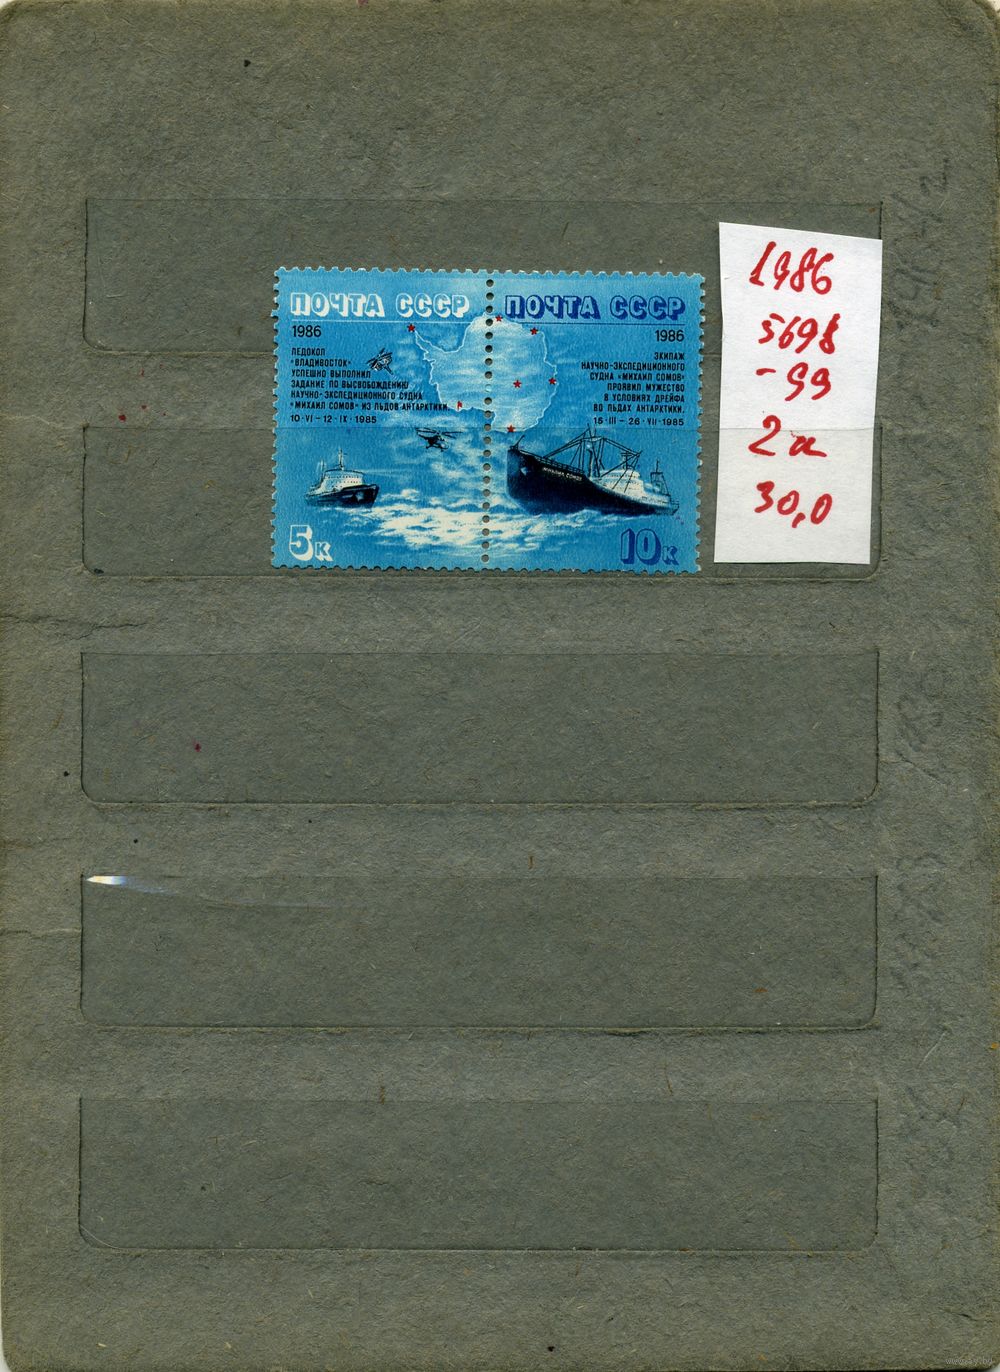 ПОЧТА СССР
1986
ЛЕДОКОЛ
«ВЛАДИВОСТОК»
УСПЕШНО ВЫПОЛНИЛ
ЗАДАНИЕ ПО ВЫСВОБОЖДЕНИЮ
НАУЧНО-ЭКСПЕДИЦИОННОГО СУДНА
«МИХАИЛ СОМОВ» ИЗ ЛЬДОВ АНТАРКТИКИ.
10·VI-12·IX·1985
5к
ПОЧТА СССР
1986
ЭКИПАЖ
НАУЧНО-ЭКСПЕДИЦИОННОГО
СУДНА «МИХАИЛ СОМОВ»
ПРОЯВИЛ МУЖЕСТВО
В УСЛОВИЯХ ДРЕЙФА
ВО ЛЬДАХ АНТАРКТИКИ.
15·III-26·VII·1985
МИХАИЛ СОМОВ
10к
1986
5698
-99
2м
30,0